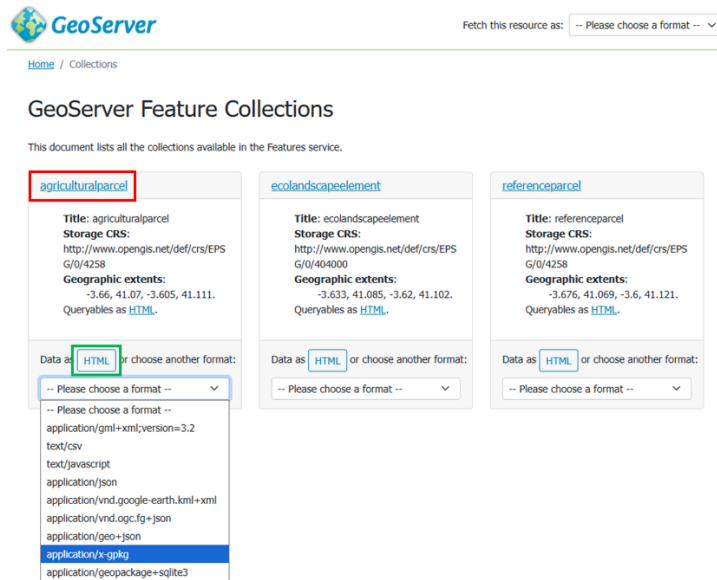 GeoServer
Fetch this resource as: -- Please choose a format --
Home / Collections
GeoServer Feature Collections
This document lists all the collections available in the Features service.
agriculturalparcel
Title: agriculturalparcel
Storage CRS:
http://www.opengis.net/def/crs/EPS
G/0/4258
Geographic extents:
-3.66, 41.07, -3.605, 41.111.
Queryables as HTML.
Data as HTML or choose another format:
-- Please choose a format --
-- Please choose a format --
application/gml+xml;version=3.2
text/csv
text/javascript
application/json
application/vnd.google-earth.kml+xml
application/vnd.ogc.fg+json
application/geo+json
application/x-gpkg
application/geopackage+sqlite3
ecolandscapeelement
Title: ecolandscapeelement
Storage CRS:
http://www.opengis.net/def/crs/EPS
G/0/404000
Geographic extents:
-3.633, 41.085, -3.62, 41.102.
Queryables as HTML.
Data as HTML or choose another format:
-- Please choose a format --
referenceparcel
Title: referenceparcel
Storage CRS:
http://www.opengis.net/def/crs/EPS
G/0/4258
Geographic extents:
-3.676, 41.069, -3.6, 41.121.
Queryables as HTML.
Data as HTML or choose another format:
-- Please choose a format --